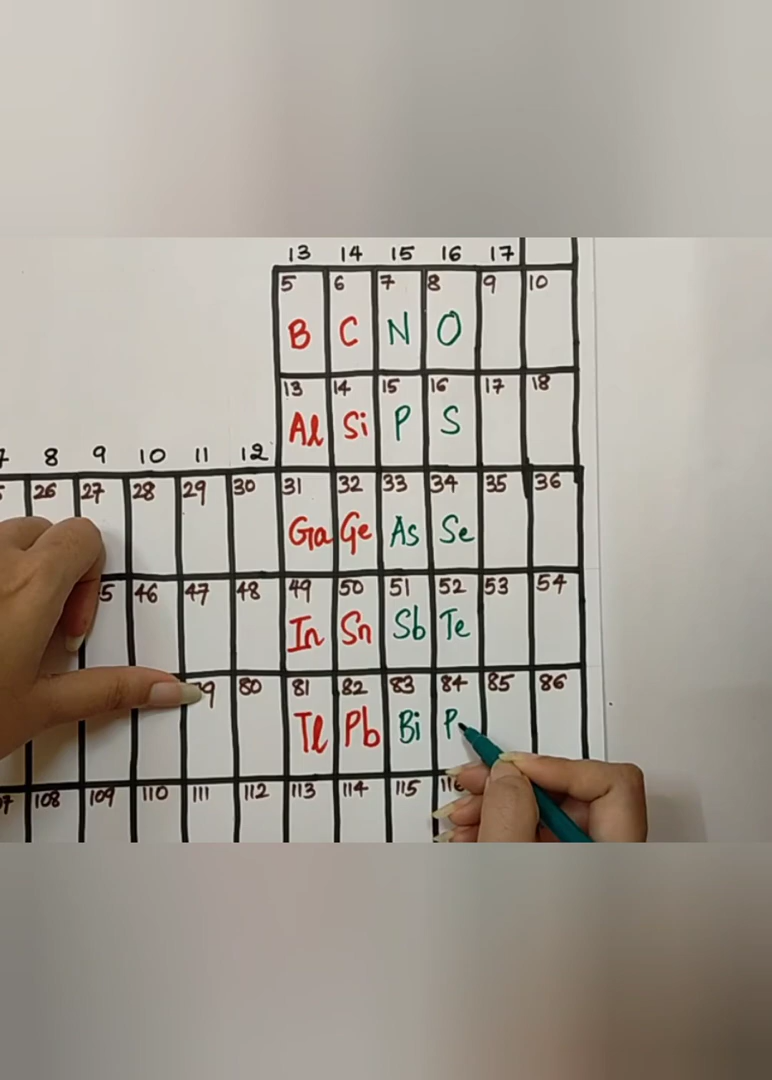 13 14 15 16 17
5 6 7 8 9 10
B C N O
13 14 15 16 17 18
Al Si P S
8 9 10 11 12
26 27 28 29 30 31 32 33 34 35 36
Ga Ge As Se
46 47 48 49 50 51 52 53 54
In Sn Sb Te
80 81 82 83 84 85 86
Tl Pb Bi P
108 109 110 111 112 113 114 115